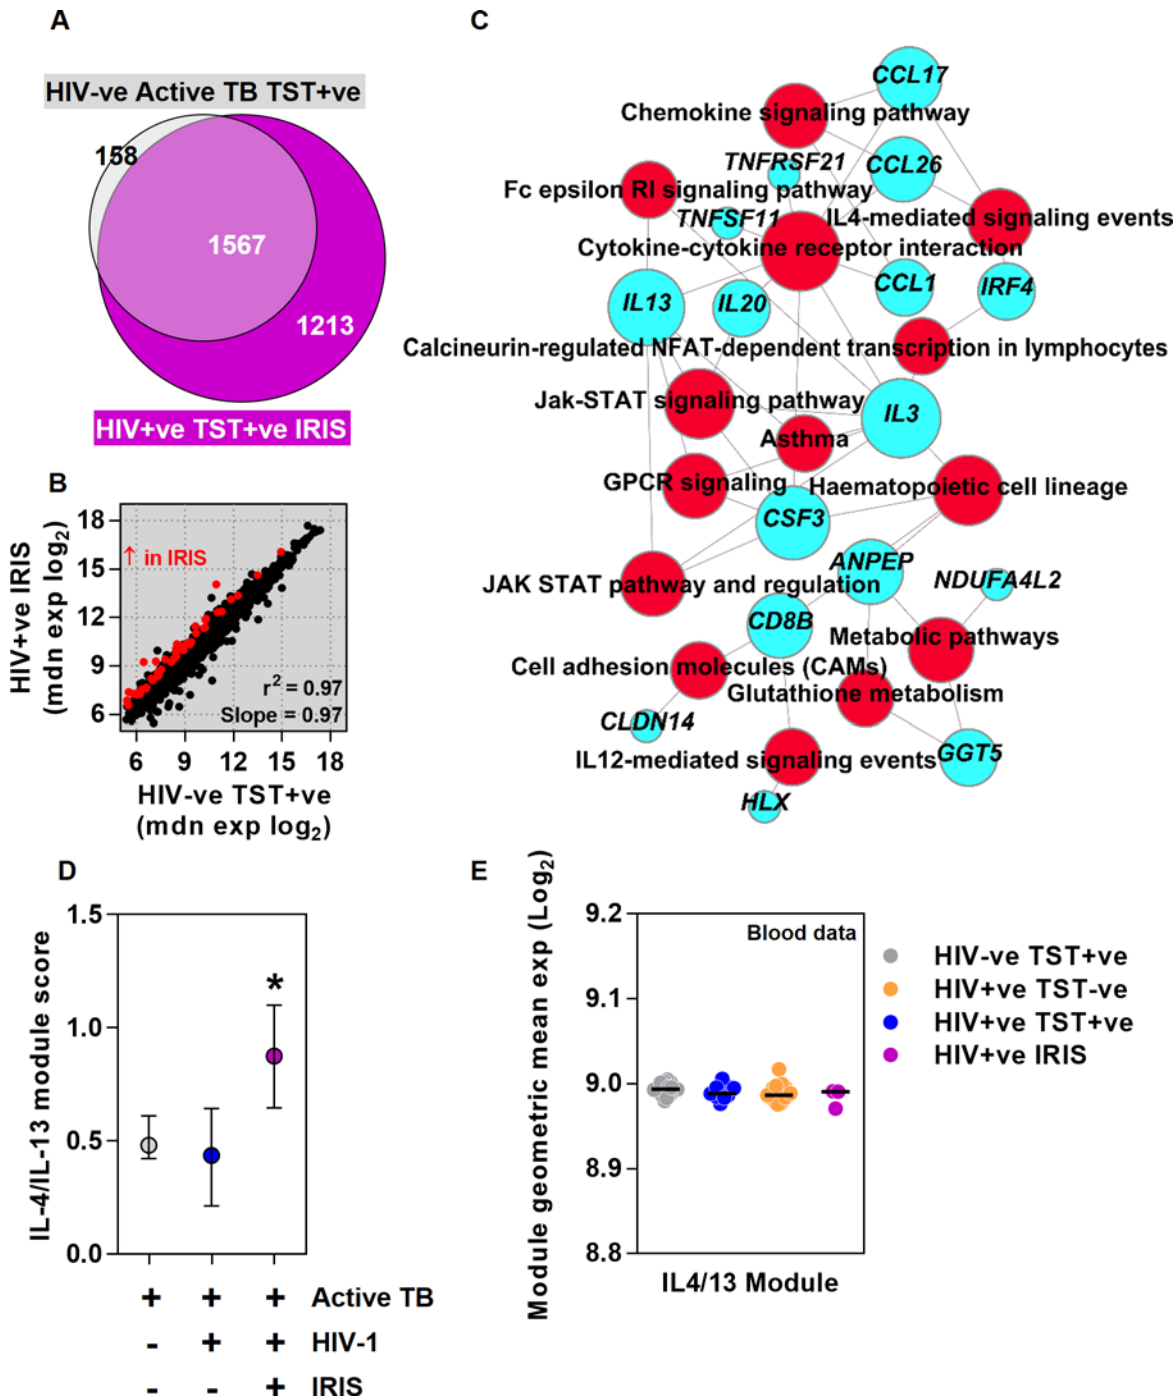 A
HIV-ve Active TB TST+ve
158
1567
1213
HIV+ve TST+ve IRIS
B
HIV+ve IRIS
(mdn exp log2)
18
15
12
9
6
↑ in IRIS
r2 = 0.97
Slope = 0.97
6 9 12 15 18
HIV-ve TST+ve
(mdn exp log2)
C
CCL17
Chemokine signaling pathway
TNFRSF21
CCL26
Fc epsilon RI signaling pathway
TNFSF11
IL4-mediated signaling events
Cytokine-cytokine receptor interaction
CCL1
IRF4
IL13
IL20
Calcineurin-regulated NFAT-dependent transcription in lymphocytes
Jak-STAT signaling pathway
IL3
Asthma
GPCR signaling
Haematopoietic cell lineage
CSF3
ANPEP
NDUFA4L2
JAK STAT pathway and regulation
CD8B
Metabolic pathways
Cell adhesion molecules (CAMs)
Glutathione metabolism
CLDN14
IL12-mediated signaling events
GGT5
HLX
D
IL-4/IL-13 module score
1.5
1.0
0.5
0.0
*
+ + + Active TB
- + + HIV-1
- - + IRIS
E
Module geometric mean exp (Log2)
9.2
9.1
9.0
8.9
8.8
Blood data
IL4/13 Module
HIV-ve TST+ve
HIV+ve TST-ve
HIV+ve TST+ve
HIV+ve IRIS